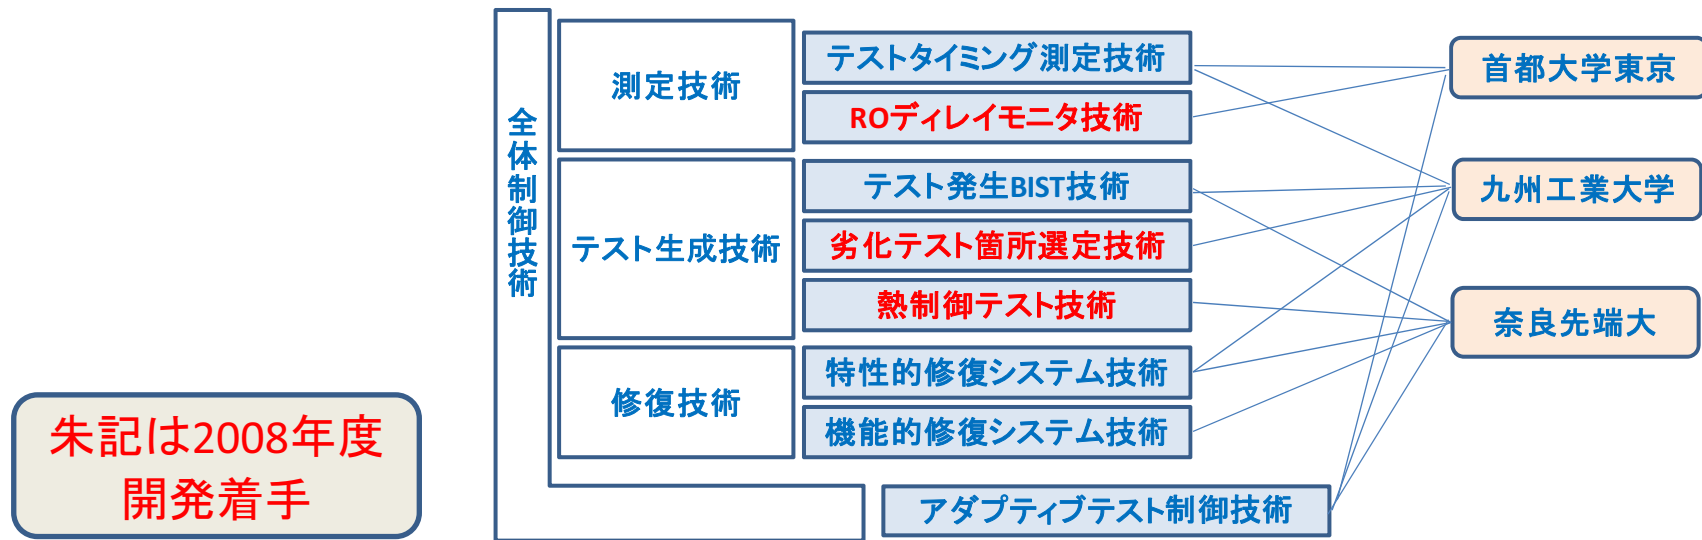 全体制御技術
測定技術
テストタイミング測定技術
ROディレイモニタ技術
テスト生成技術
テスト発生BIST技術
劣化テスト箇所選定技術
熱制御テスト技術
修復技術
特性的修復システム技術
機能的修復システム技術
アダプティブテスト制御技術
首都大学東京
九州工業大学
奈良先端大
朱記は2008年度
開発着手